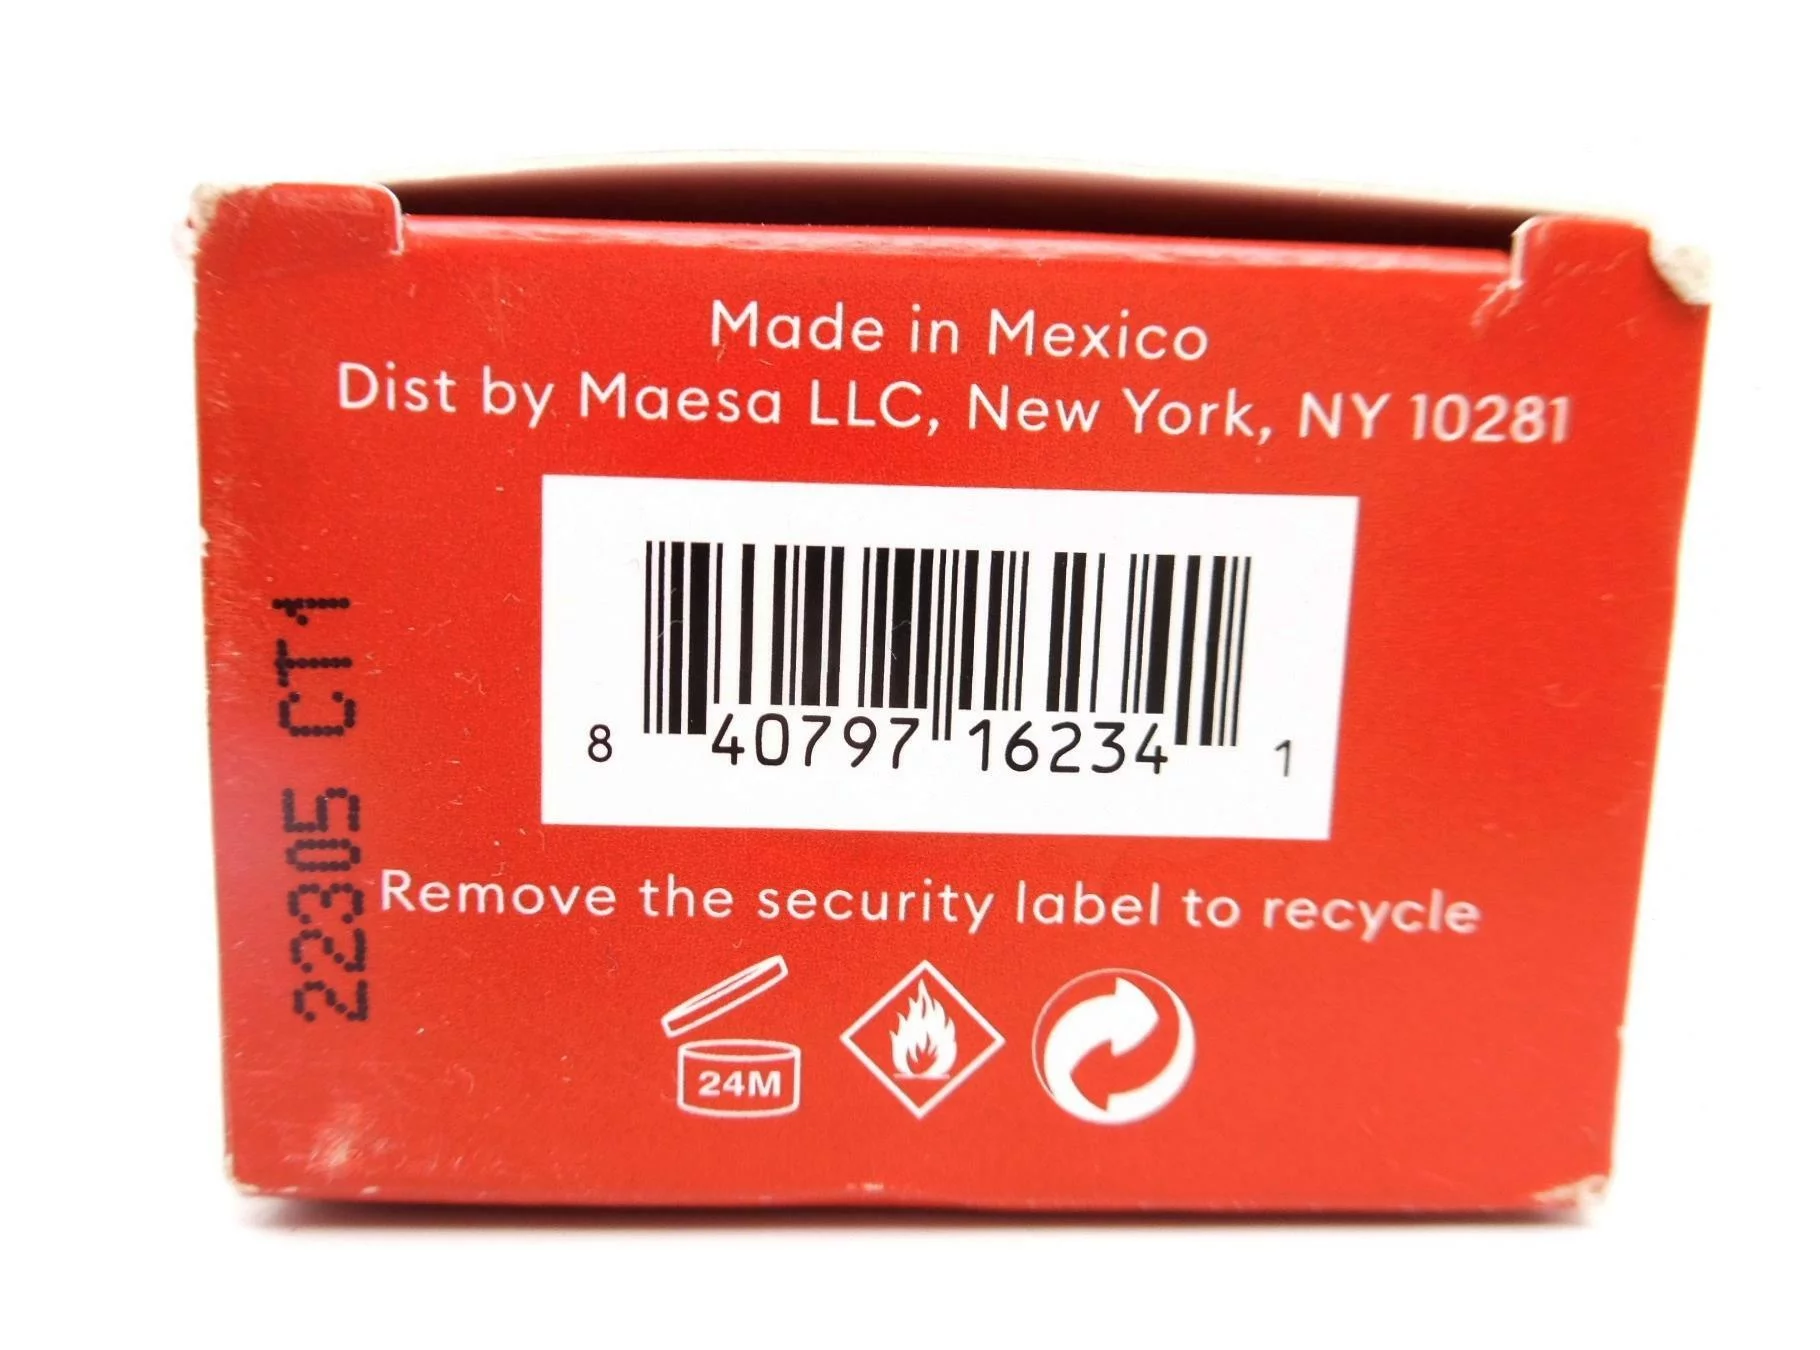 Made in Mexico
Dist by Maesa LLC, New York, NY 10281
8 40797 16234 1
22305 CT1
Remove the security label to recycle
24M